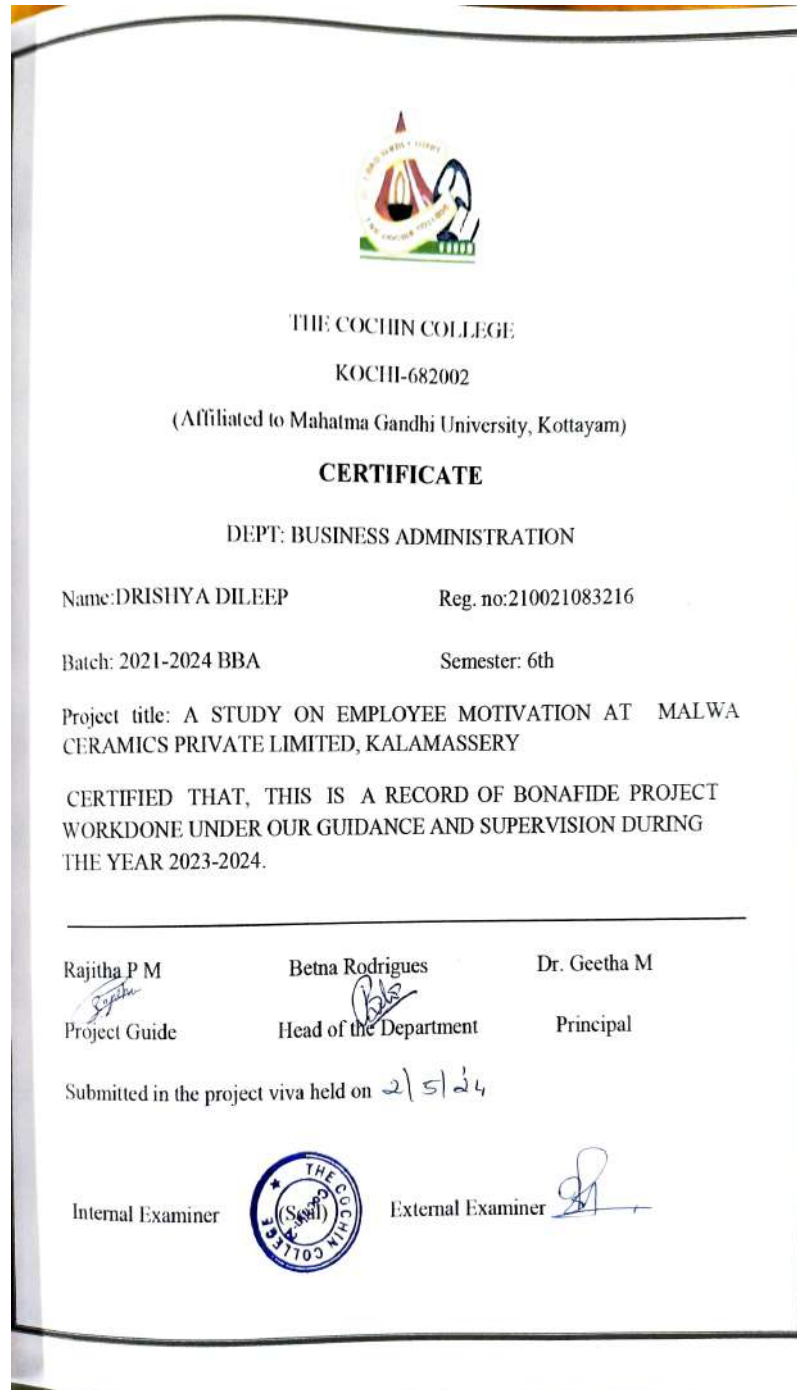 THE COCHIN COLLEGE
KOCHI-682002
(Affiliated to Mahatma Gandhi University, Kottayam)
CERTIFICATE
DEPT: BUSINESS ADMINISTRATION
Name:DRISHYA DILEEP Reg. no:210021083216
Batch: 2021-2024 BBA Semester: 6th
Project title: A STUDY ON EMPLOYEE MOTIVATION AT MALWA
CERAMICS PRIVATE LIMITED, KALAMASSERY
CERTIFIED THAT, THIS IS A RECORD OF BONAFIDE PROJECT
WORKDONE UNDER OUR GUIDANCE AND SUPERVISION DURING
THE YEAR 2023-2024.
Rajitha P M Betna Rodrigues Dr. Geetha M
Project Guide Head of the Department Principal
Submitted in the project viva held on 2\5\24
Internal Examiner (Seal) External Examiner
THE COCHIN COLLEGE